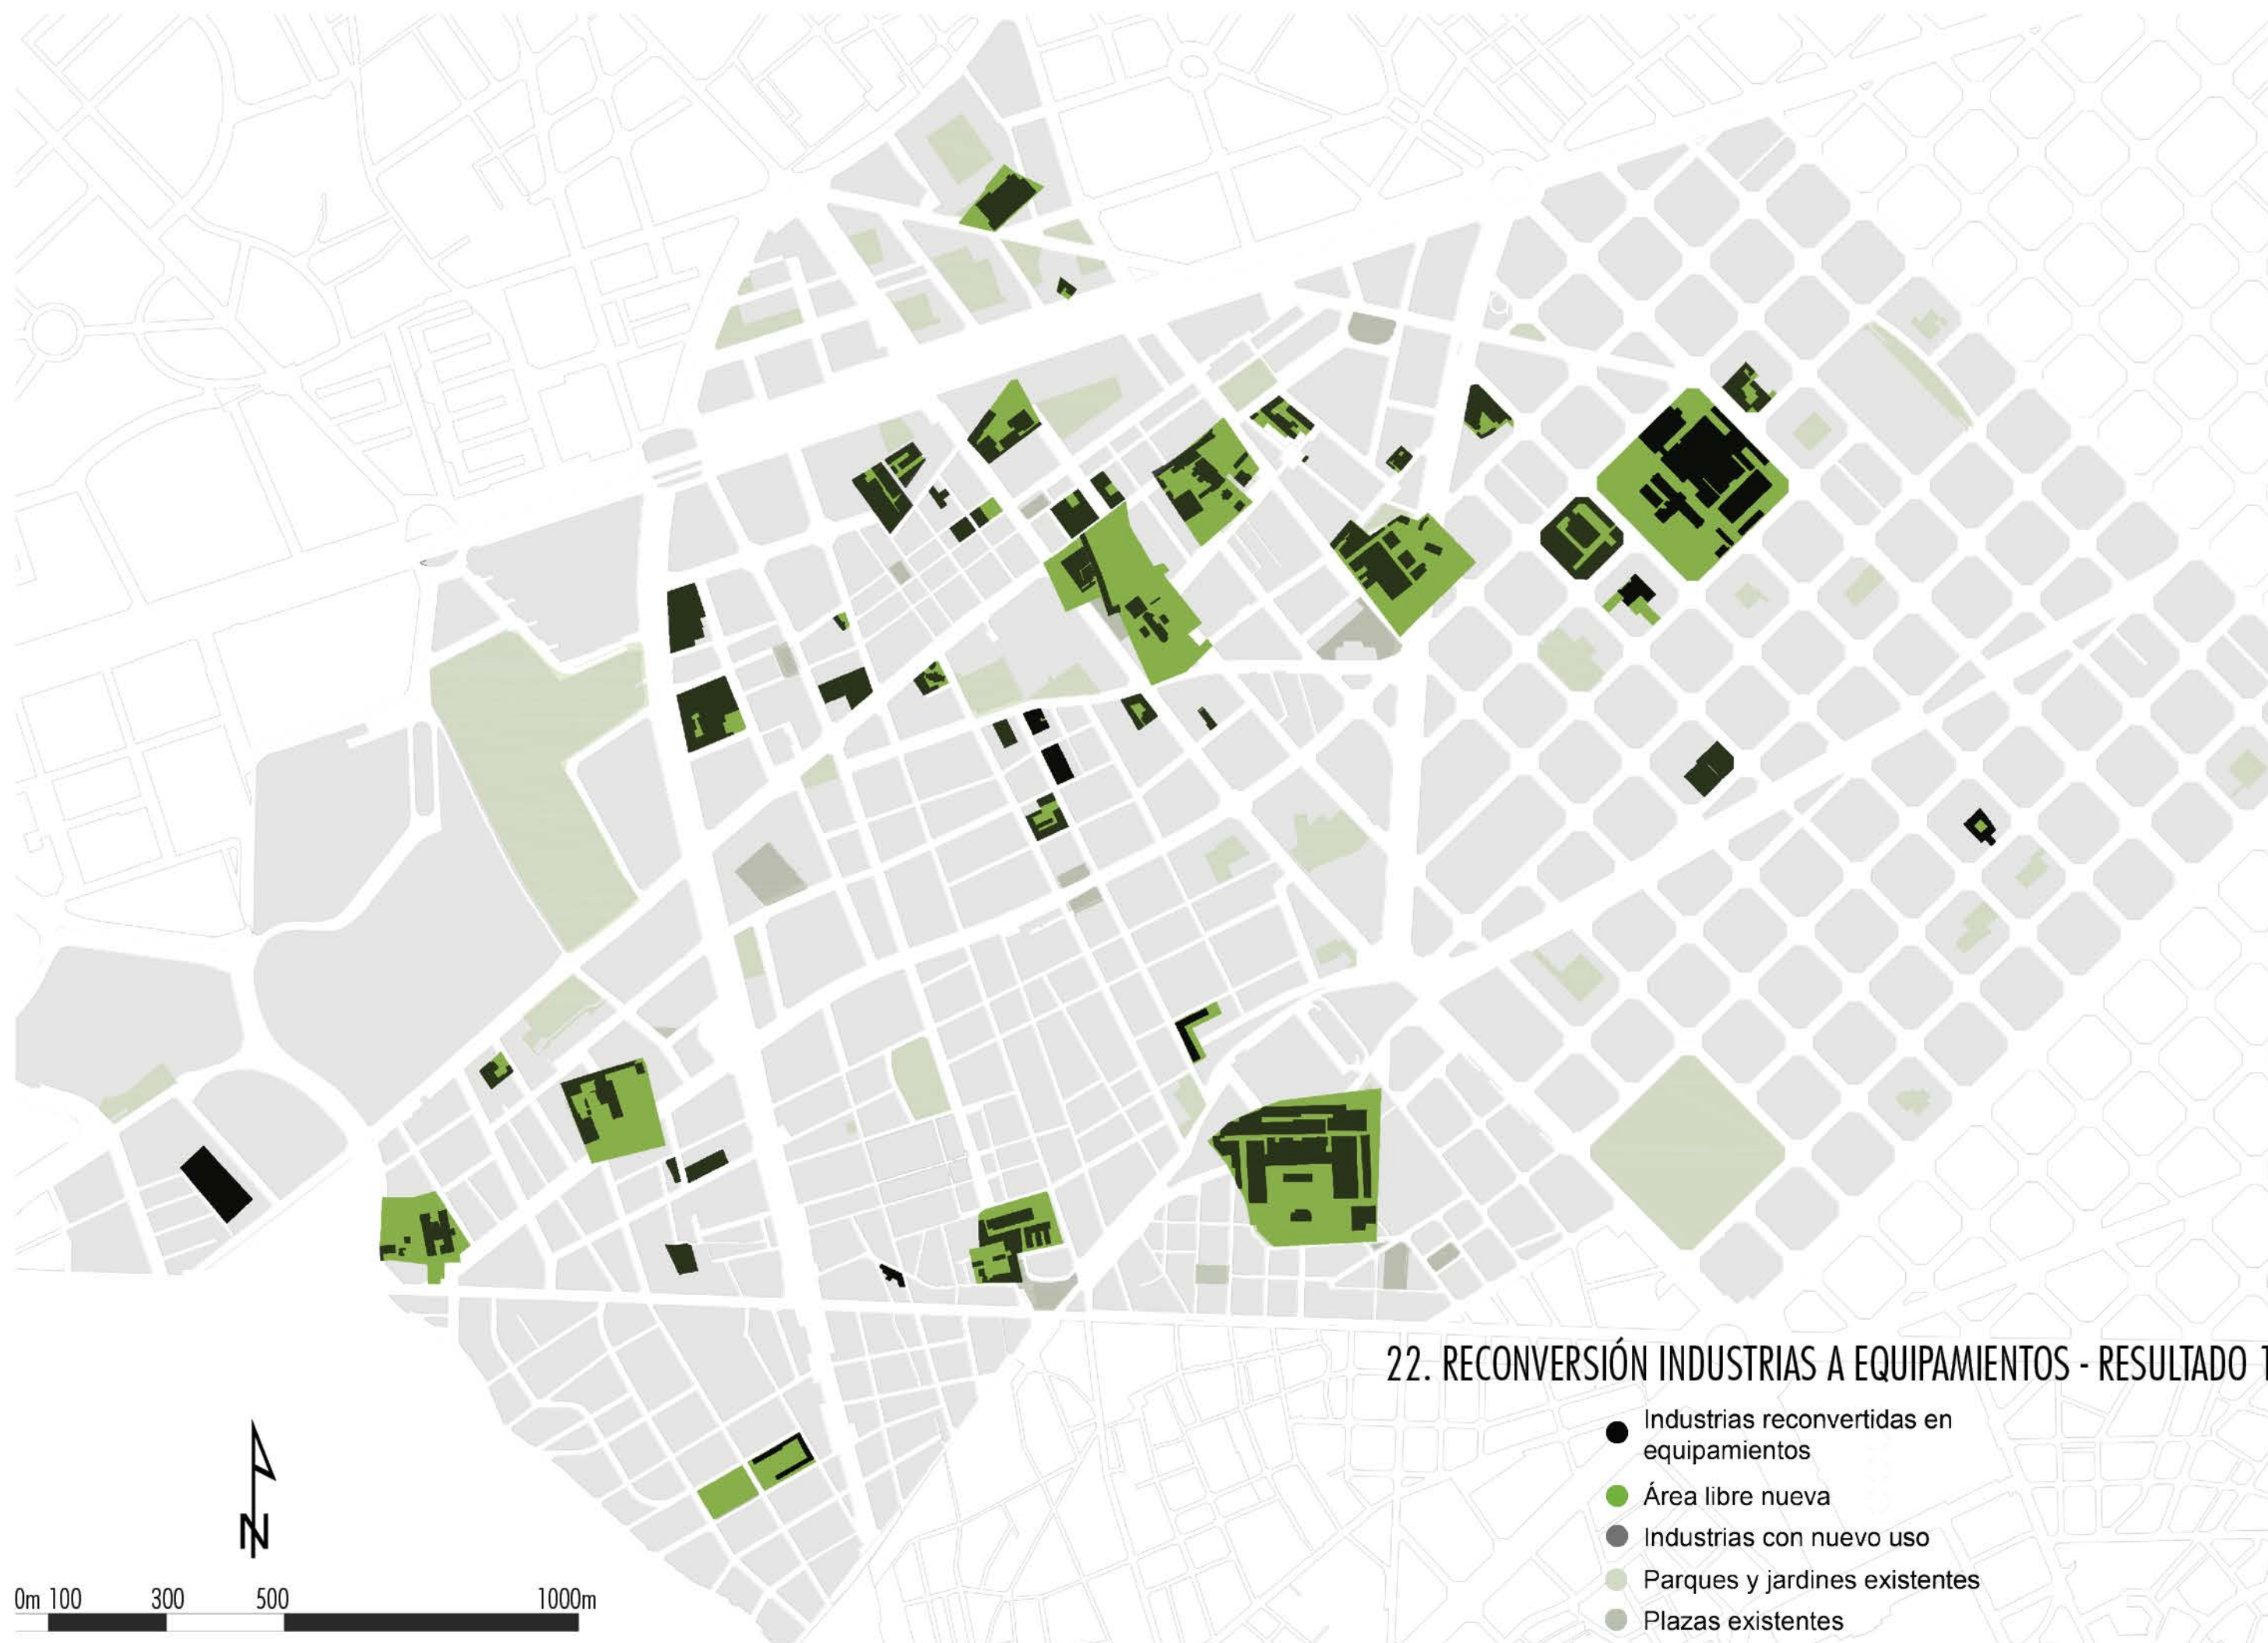 22. RECONVERSIÓN INDUSTRIAS A EQUIPAMIENTOS - RESULTADO 1
Industrias reconvertidas en
equipamientos
Área libre nueva
Industrias con nuevo uso
Parques y jardines existentes
Plazas existentes
N
0m 100 300 500 1000m